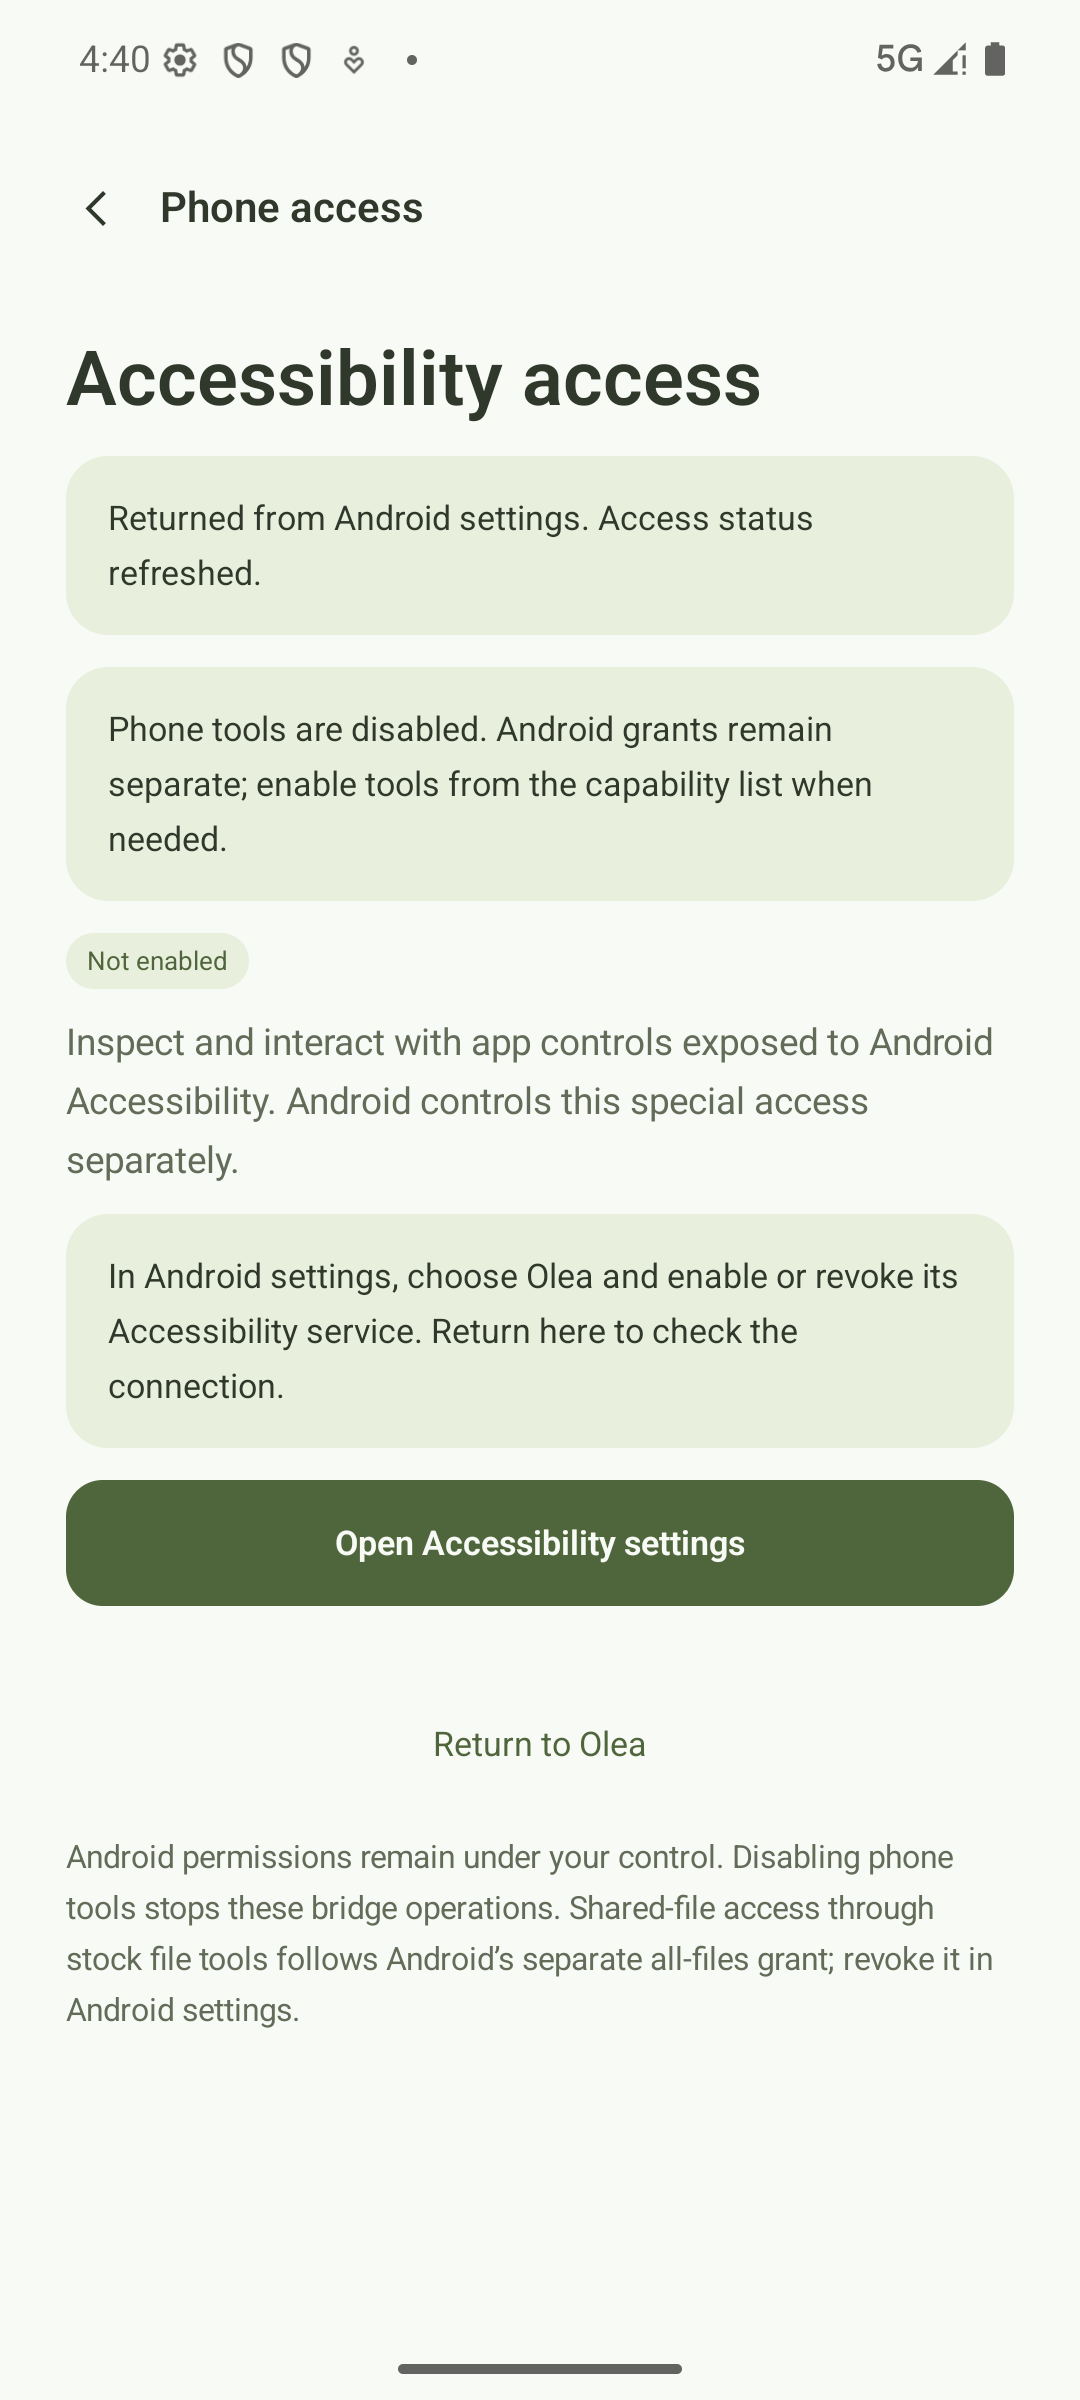 4:40
5G
Phone access
Accessibility access
Returned from Android settings. Access status
refreshed.
Phone tools are disabled. Android grants remain
separate; enable tools from the capability list when
needed.
Not enabled
Inspect and interact with app controls exposed to Android
Accessibility. Android controls this special access
separately.
In Android settings, choose Olea and enable or revoke its
Accessibility service. Return here to check the
connection.
Open Accessibility settings
Return to Olea
Android permissions remain under your control. Disabling phone
tools stops these bridge operations. Shared-file access through
stock file tools follows Android’s separate all-files grant; revoke it in
Android settings.